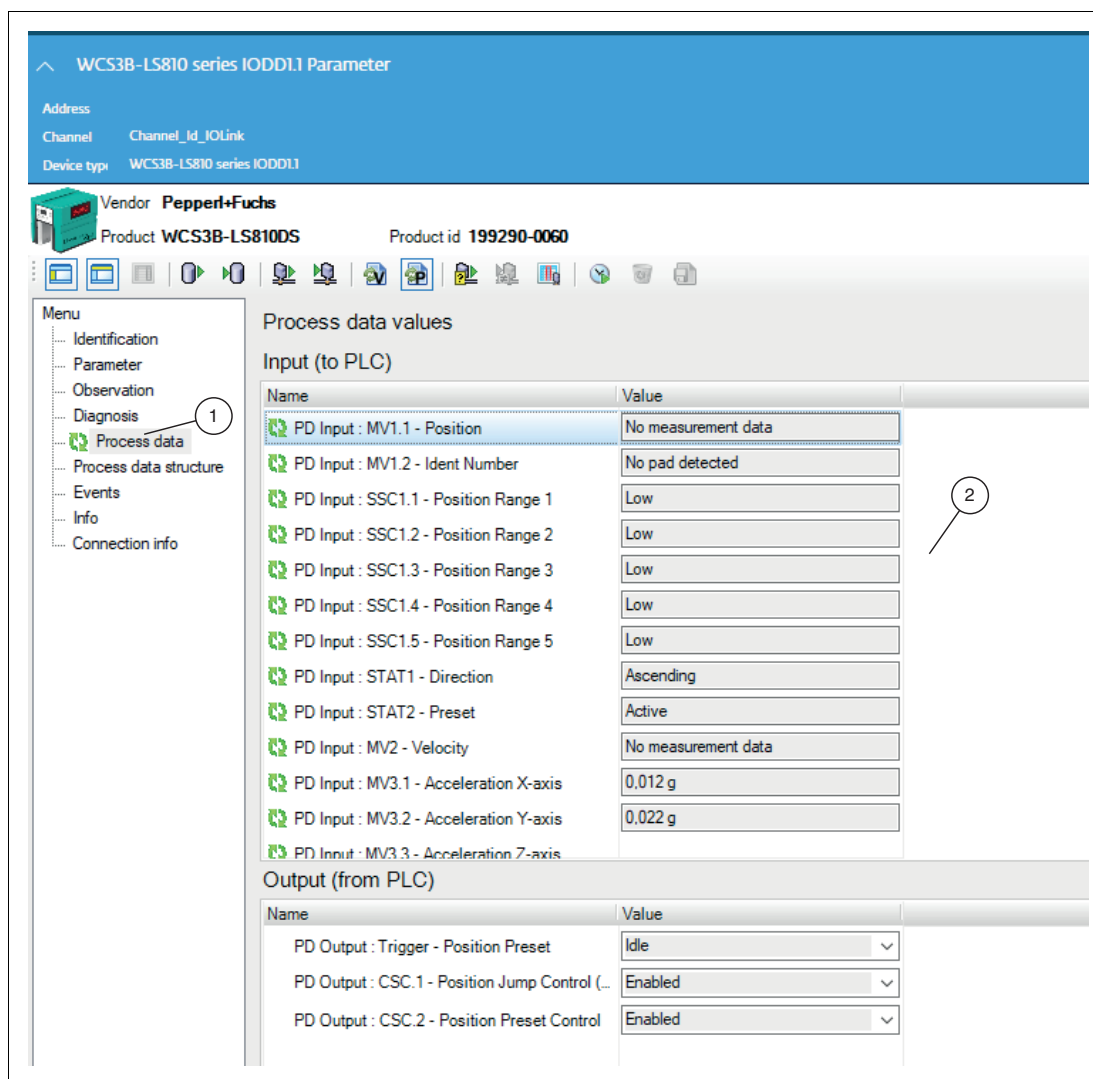 WCS3B-LS810 series IODD1.1 Parameter
Address
Channel Channel_Id_IOLink
Device type WCS3B-LS810 series IODD1.1
Vendor Pepperl+Fuchs
Product WCS3B-LS810DS Product id 199290-0060
Menu
Identification
Parameter
Observation
Diagnosis
1
Process data
Process data structure
Events
Info
Connection info
Process data values
Input (to PLC)
Name Value
PD Input : MV1.1 - Position No measurement data
PD Input : MV1.2 - Ident Number No pad detected
PD Input : SSC1.1 - Position Range 1 Low
2
PD Input : SSC1.2 - Position Range 2 Low
PD Input : SSC1.3 - Position Range 3 Low
PD Input : SSC1.4 - Position Range 4 Low
PD Input : SSC1.5 - Position Range 5 Low
PD Input : STAT1 - Direction Ascending
PD Input : STAT2 - Preset Active
PD Input : MV2 - Velocity No measurement data
PD Input : MV3.1 - Acceleration X-axis 0,012 g
PD Input : MV3.2 - Acceleration Y-axis 0,022 g
PD Input : MV3.3 - Acceleration Z-axis
Output (from PLC)
Name Value
PD Output : Trigger - Position Preset Idle
PD Output : CSC.1 - Position Jump Control (... Enabled
PD Output : CSC.2 - Position Preset Control Enabled